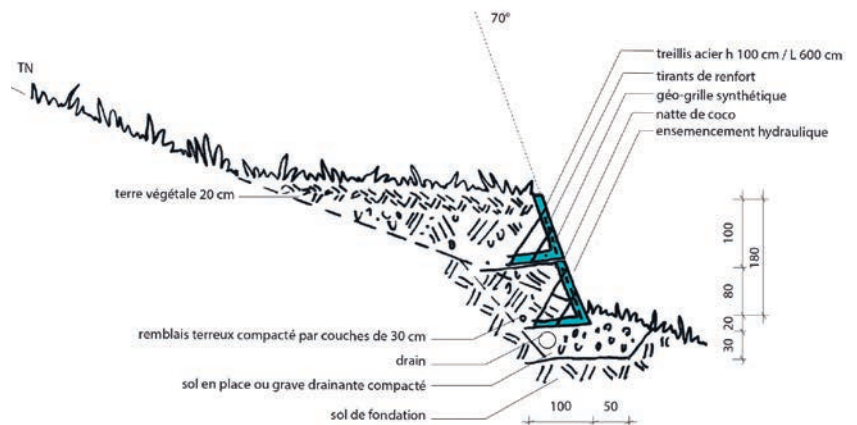 70°
TN
treillis acier h 100 cm / L 600 cm
tirants de renfort
géo-grille synthétique
natte de coco
ensemencement hydraulique
terre végétale 20 cm
100
180
80
20
30
remblais terreux compacté par couches de 30 cm
drain
sol en place ou grave drainante compacté
sol de fondation
100
50